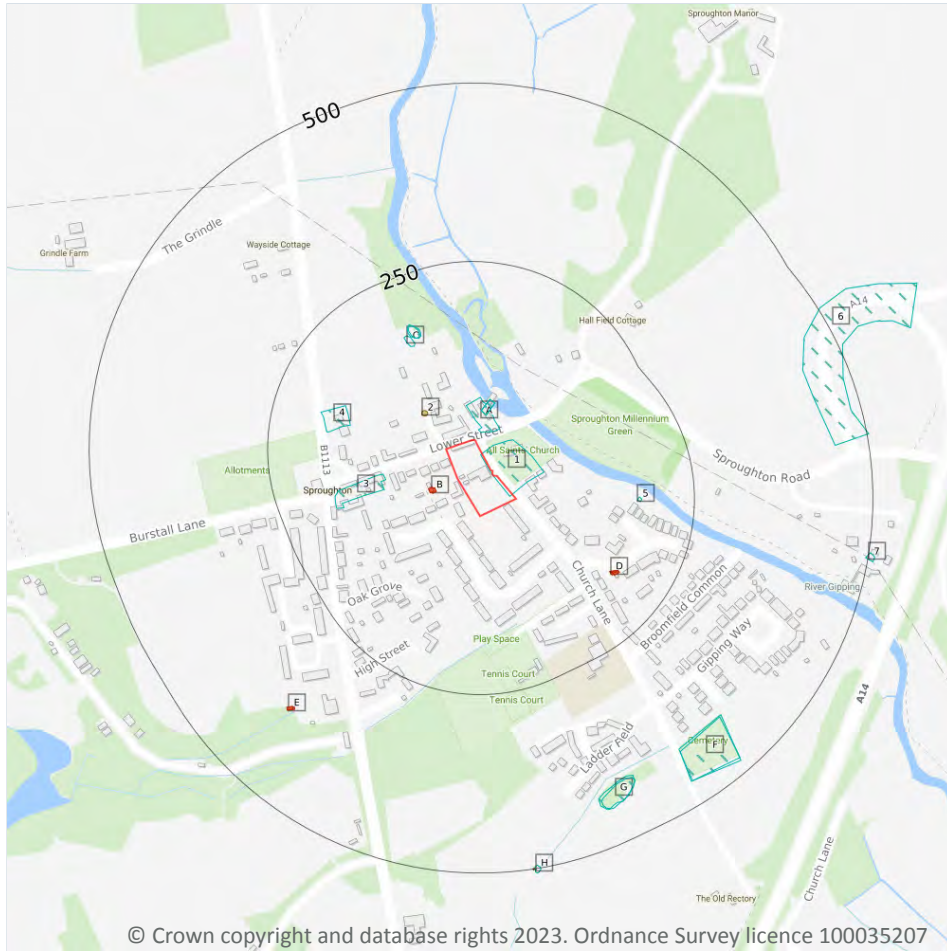 Sproughton Manor
500
The Grindle
Grindle Farm
Wayside Cottage
250
A14
6
Hall Field Cottage
C
2
A
4
Lower Street
Sproughton Millennium
Green
B1113
All Saints Church
1
Sproughton Road
Allotments
3
Sproughton
B
5
Burstall Lane
7
D
Church Lane
River Gipping
Oak Grove
Broomfield Common
Play Space
Gipping Way
High Street
Tennis Court
E
Tennis Court
A14
Ladder Field
Cemetery
F
G
H
Church Lane
The Old Rectory
© Crown copyright and database rights 2023. Ordnance Survey licence 100035207